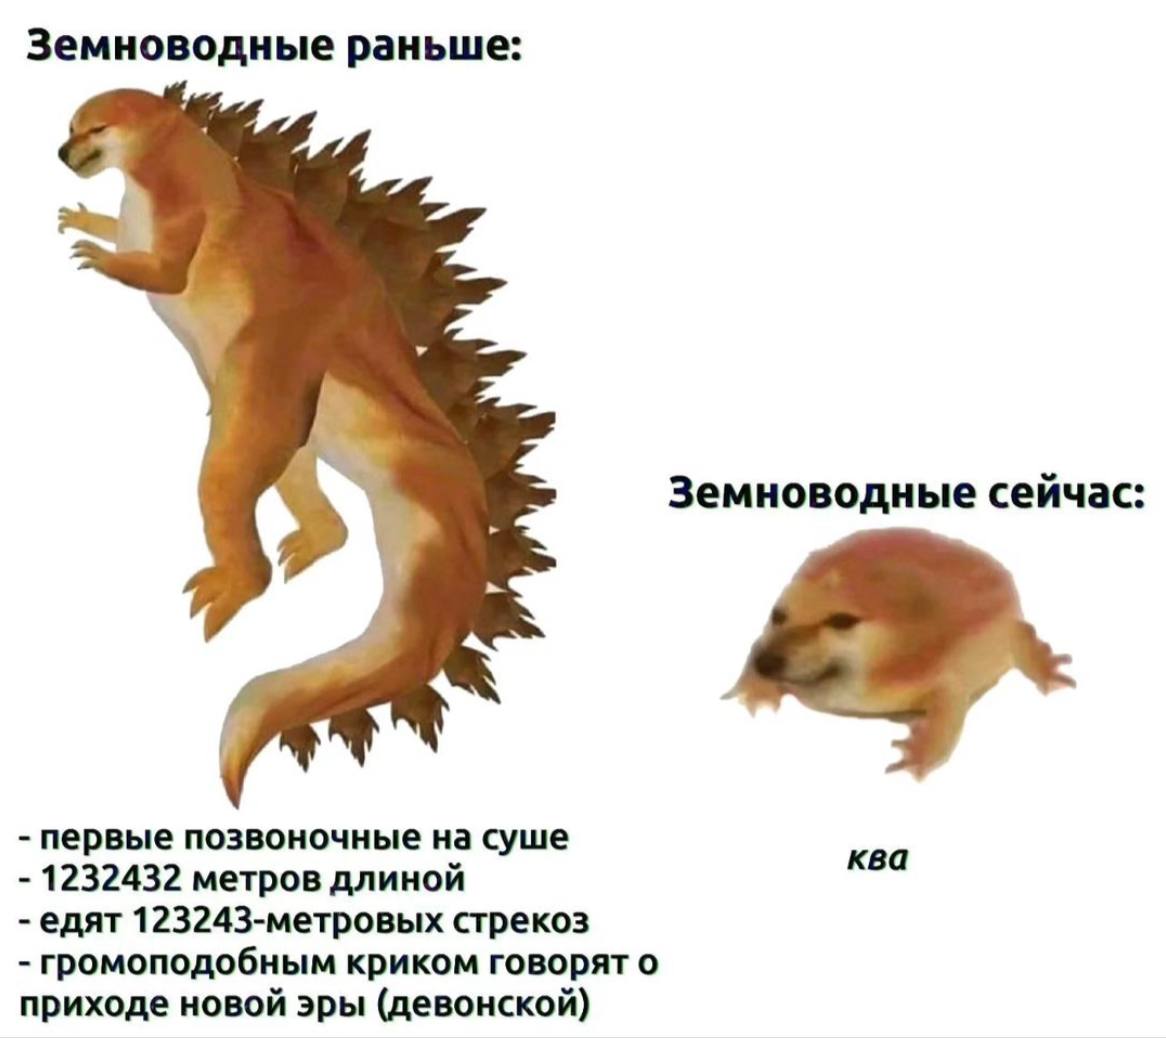 Земноводные раньше:
Земноводные сейчас:
- первые позвоночные на суше
- 1232432 метров длиной
- едят 123243-метровых стрекоз
- громоподобным криком говорят о
приходе новой эры (девонской)
ква